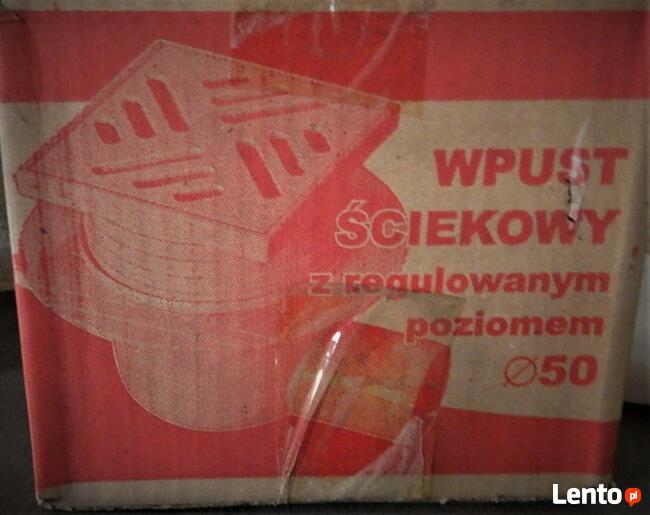 WPUST
ŚCIEKOWY
z regulowanym
poziomem
⌀50
Lento.pl